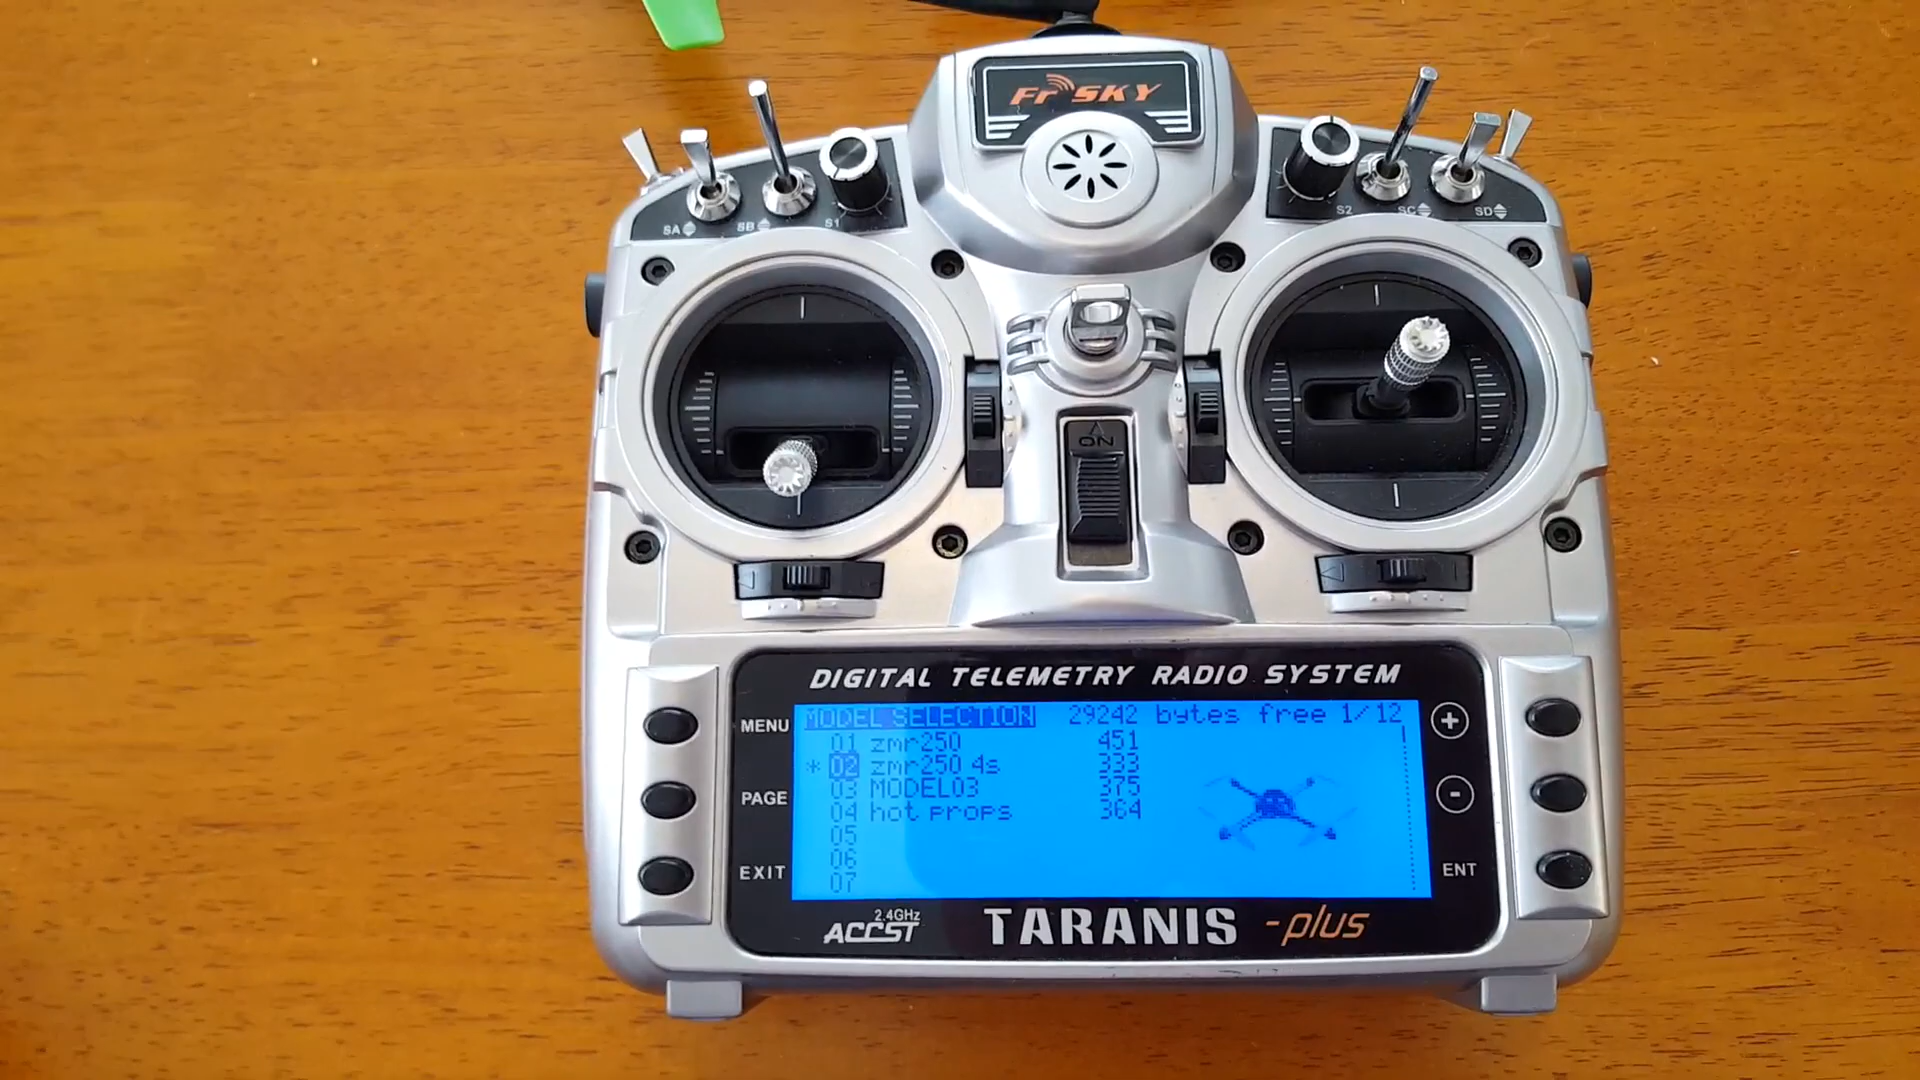 FrSKY
SA SB S1
S2 SC SD
ON
DIGITAL TELEMETRY RADIO SYSTEM
MENU
PAGE
EXIT
MODEL SELECTION 29242 bytes free 1/12
01 zmr250 451
* 02 zmr250 4s 333
03 MODEL03 375
04 hot props 364
05
06
07
+
-
ENT
2.4GHz
ACCST
TARANIS -plus